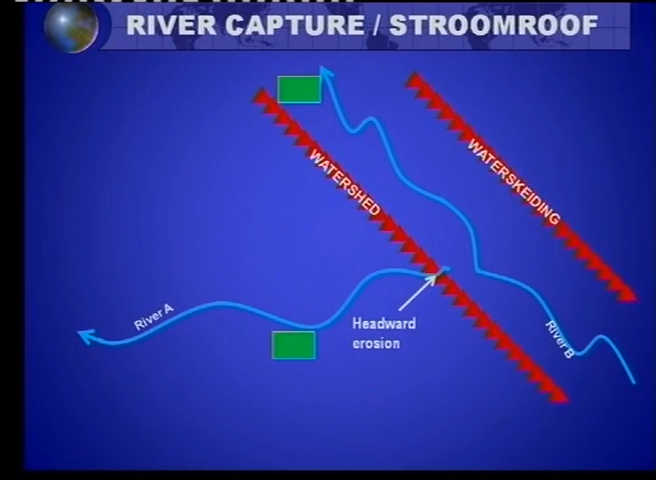 RIVER CAPTURE / STROOMROOF
WATERSHED
WATERSKEIDING
River A
Headward
erosion
River B